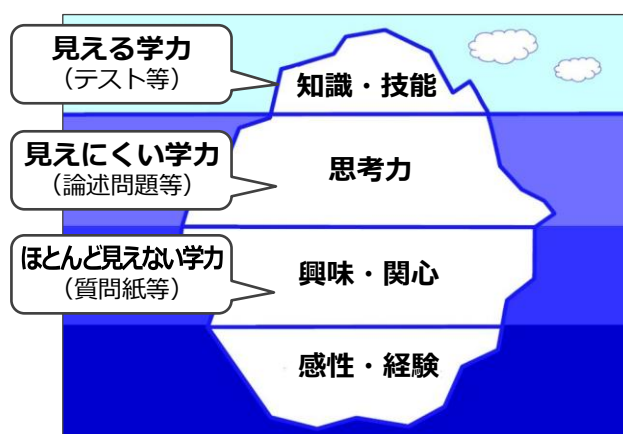 見える学力
（テスト等）
知識・技能
見えにくい学力
（論述問題等）
思考力
ほとんど見えない学力
（質問紙等）
興味・関心
感性・経験